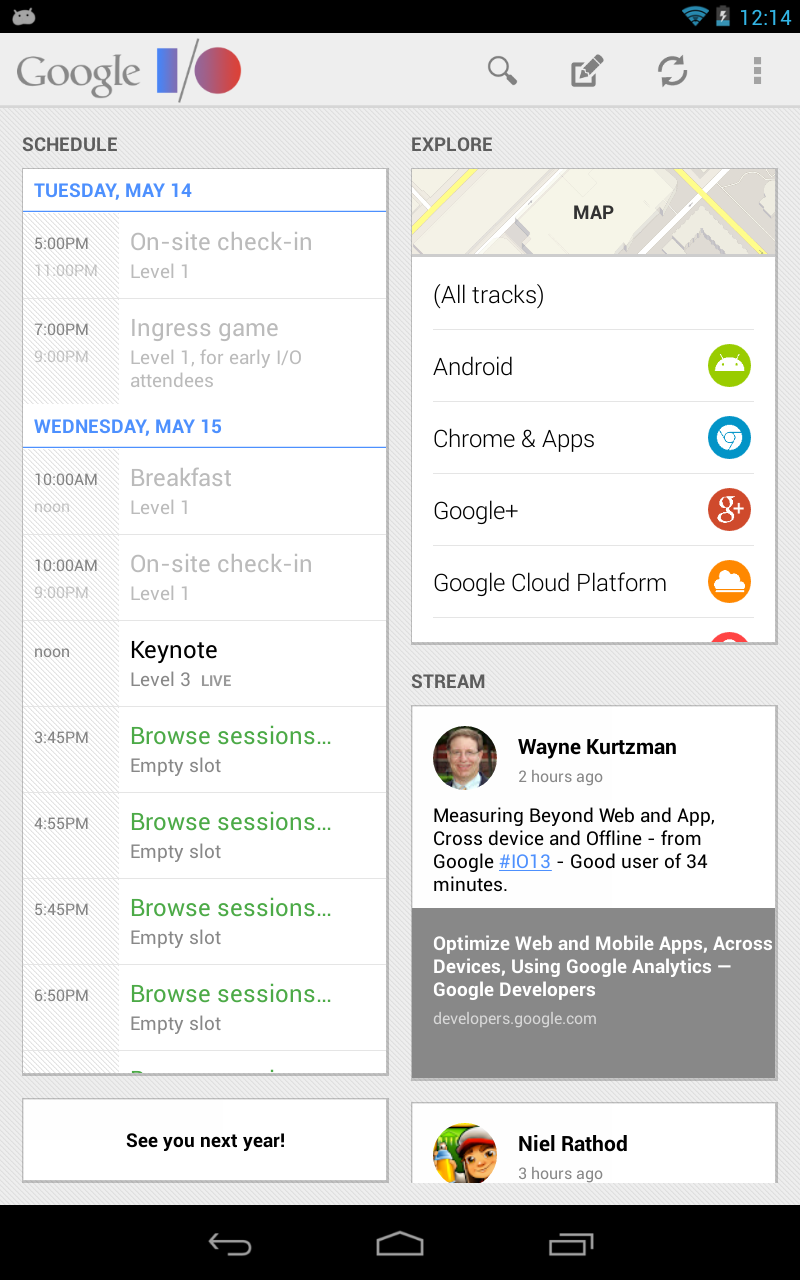 12:14
Google I/O
SCHEDULE
TUESDAY, MAY 14
5:00PM
11:00PM
On-site check-in
Level 1
7:00PM
9:00PM
Ingress game
Level 1, for early I/O
attendees
WEDNESDAY, MAY 15
10:00AM
noon
Breakfast
Level 1
10:00AM
9:00PM
On-site check-in
Level 1
noon
Keynote
Level 3 LIVE
3:45PM
Browse sessions...
Empty slot
4:55PM
Browse sessions...
Empty slot
5:45PM
Browse sessions...
Empty slot
6:50PM
Browse sessions...
Empty slot
See you next year!
EXPLORE
MAP
(All tracks)
Android
Chrome & Apps
Google+
g+
Google Cloud Platform
STREAM
Wayne Kurtzman
2 hours ago
Measuring Beyond Web and App,
Cross device and Offline - from
Google #IO13 - Good user of 34
minutes.
Optimize Web and Mobile Apps, Across
Devices, Using Google Analytics —
Google Developers
developers.google.com
Niel Rathod
3 hours ago